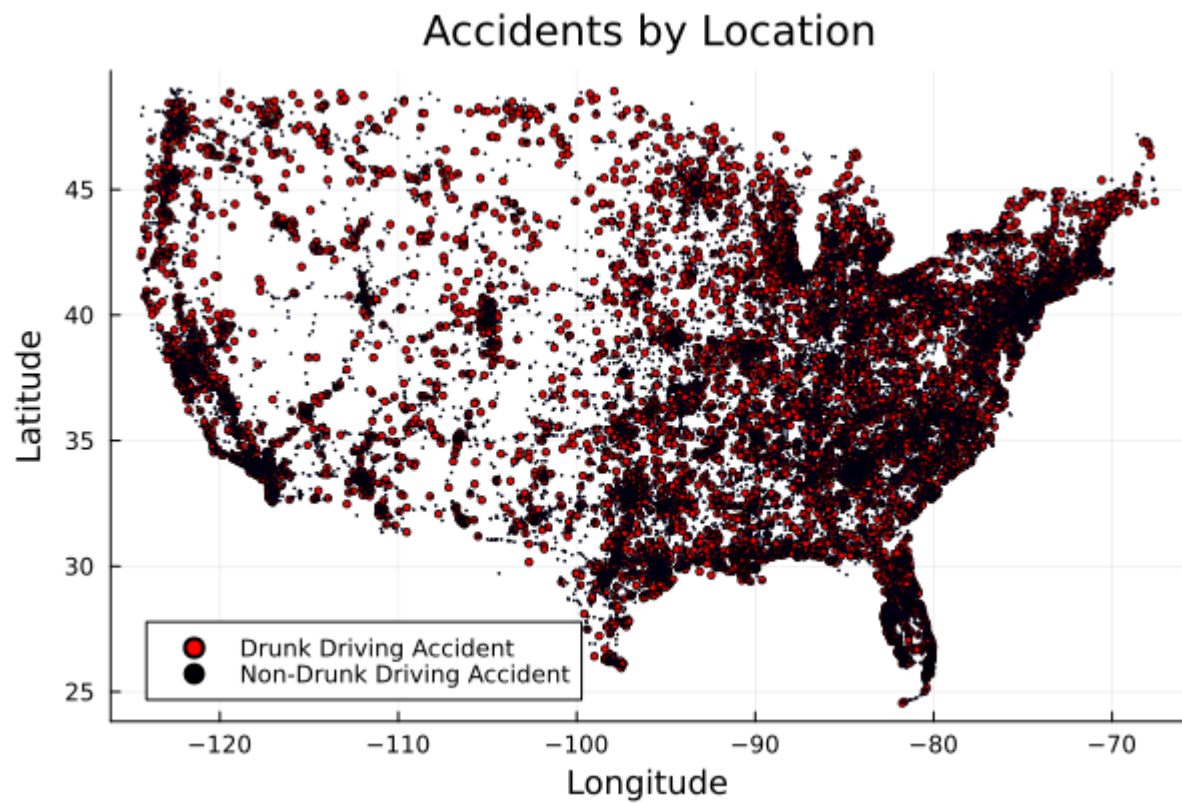 Accidents by Location
Latitude
45
40
35
30
25
Drunk Driving Accident
Non-Drunk Driving Accident
−120
−110
−100
−90
−80
−70
Longitude